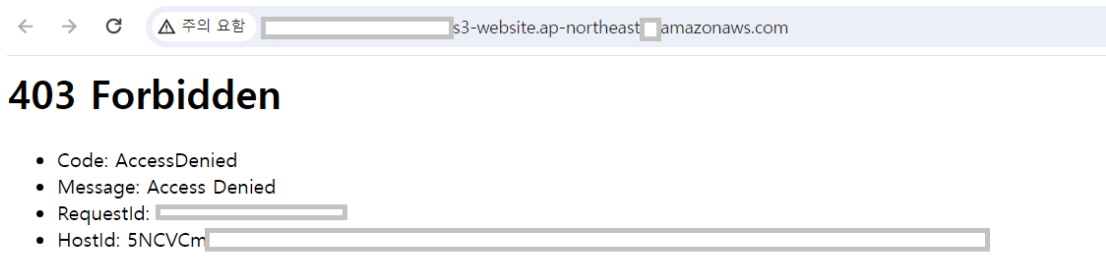 주의 요함 s3-website.ap-northeast amazonaws.com
403 Forbidden
• Code: AccessDenied
• Message: Access Denied
• RequestId:
• HostId: 5NCVCm